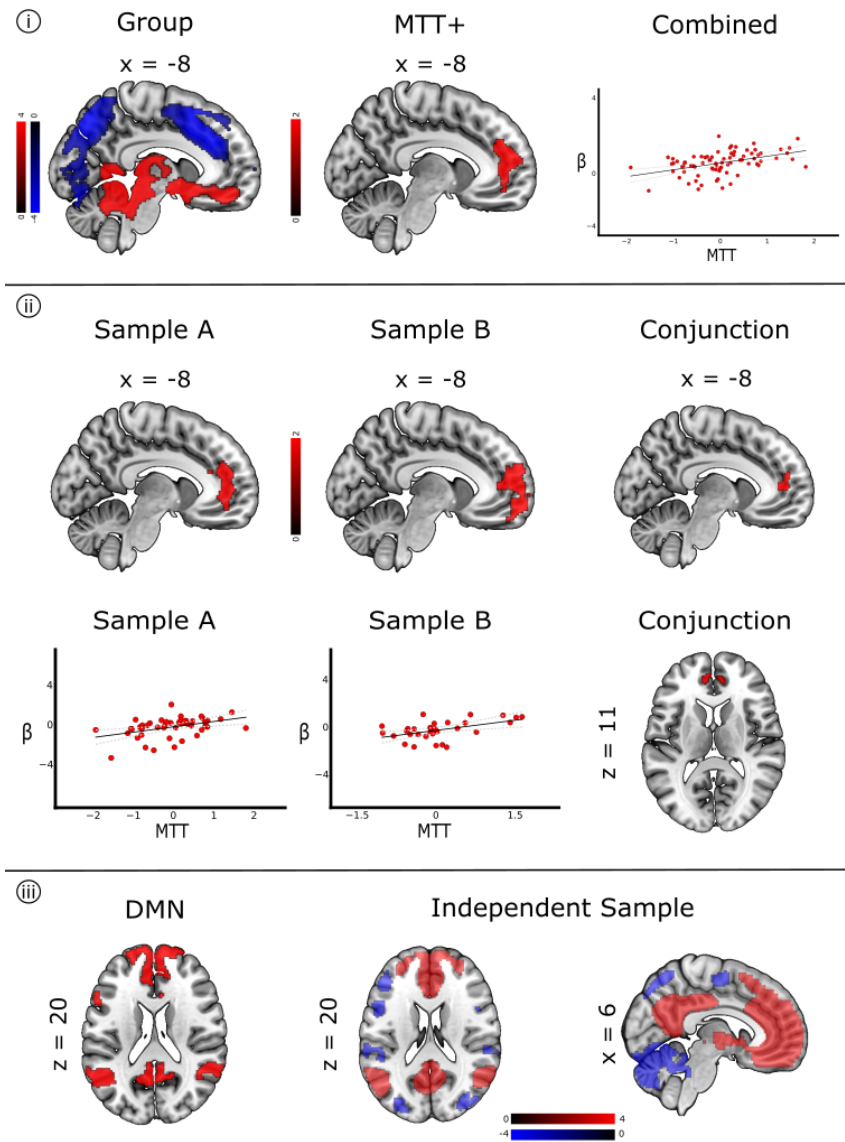 i
Group
MTT+
Combined
x = -8
x = -8
4
0
0
-4
2
0
4
0
-4
β
-2
-1
0
1
2
MTT
ii
Sample A
Sample B
Conjunction
x = -8
x = -8
x = -8
2
0
Sample A
Sample B
Conjunction
4
0
-4
β
-2
-1
0
1
2
MTT
4
0
-4
β
-1.5
0
1.5
MTT
z = 11
iii
DMN
Independent Sample
z = 20
z = 20
x = 6
0
4
-4
0